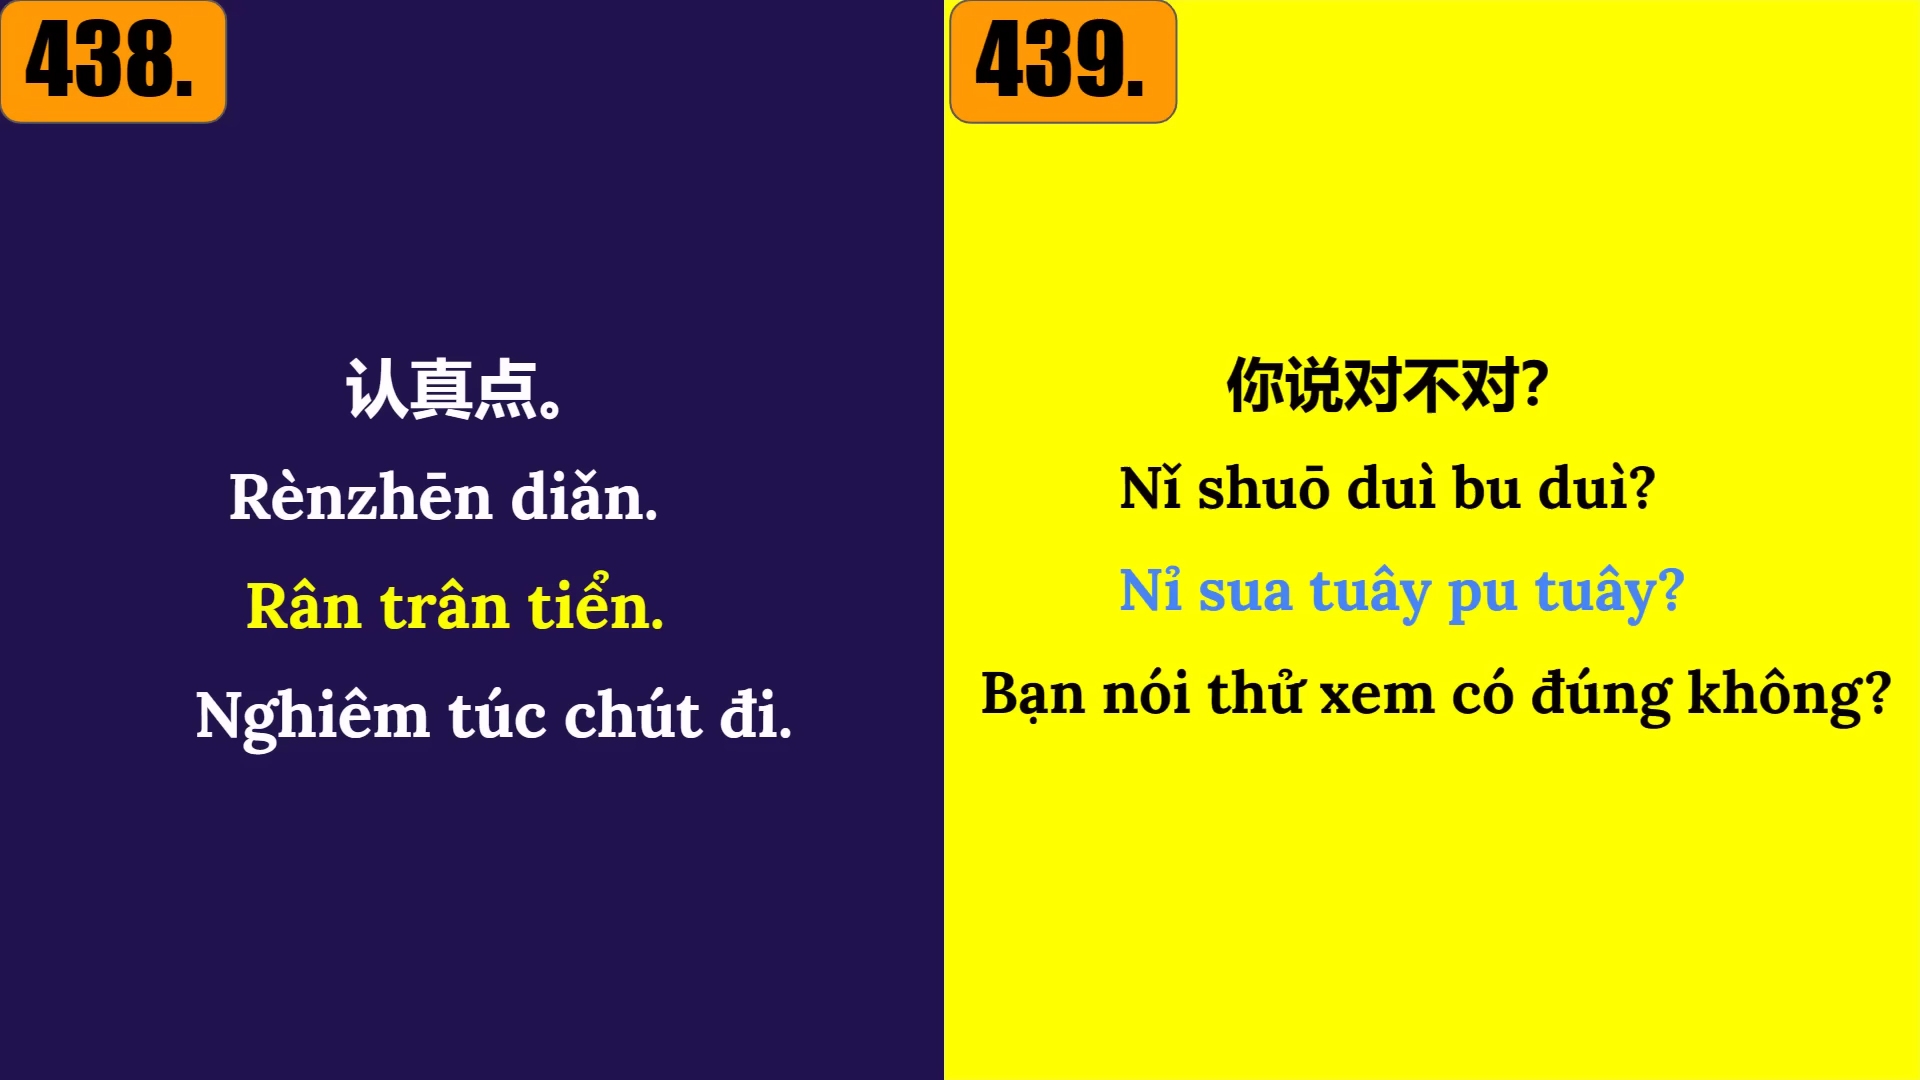 438.
认真点。
Rènzhēn diǎn.
Rân trân tiển.
Nghiêm túc chút đi.
439.
你说对不对?
Nǐ shuō duì bu duì?
Nỉ sua tuây pu tuây?
Bạn nói thử xem có đúng không?